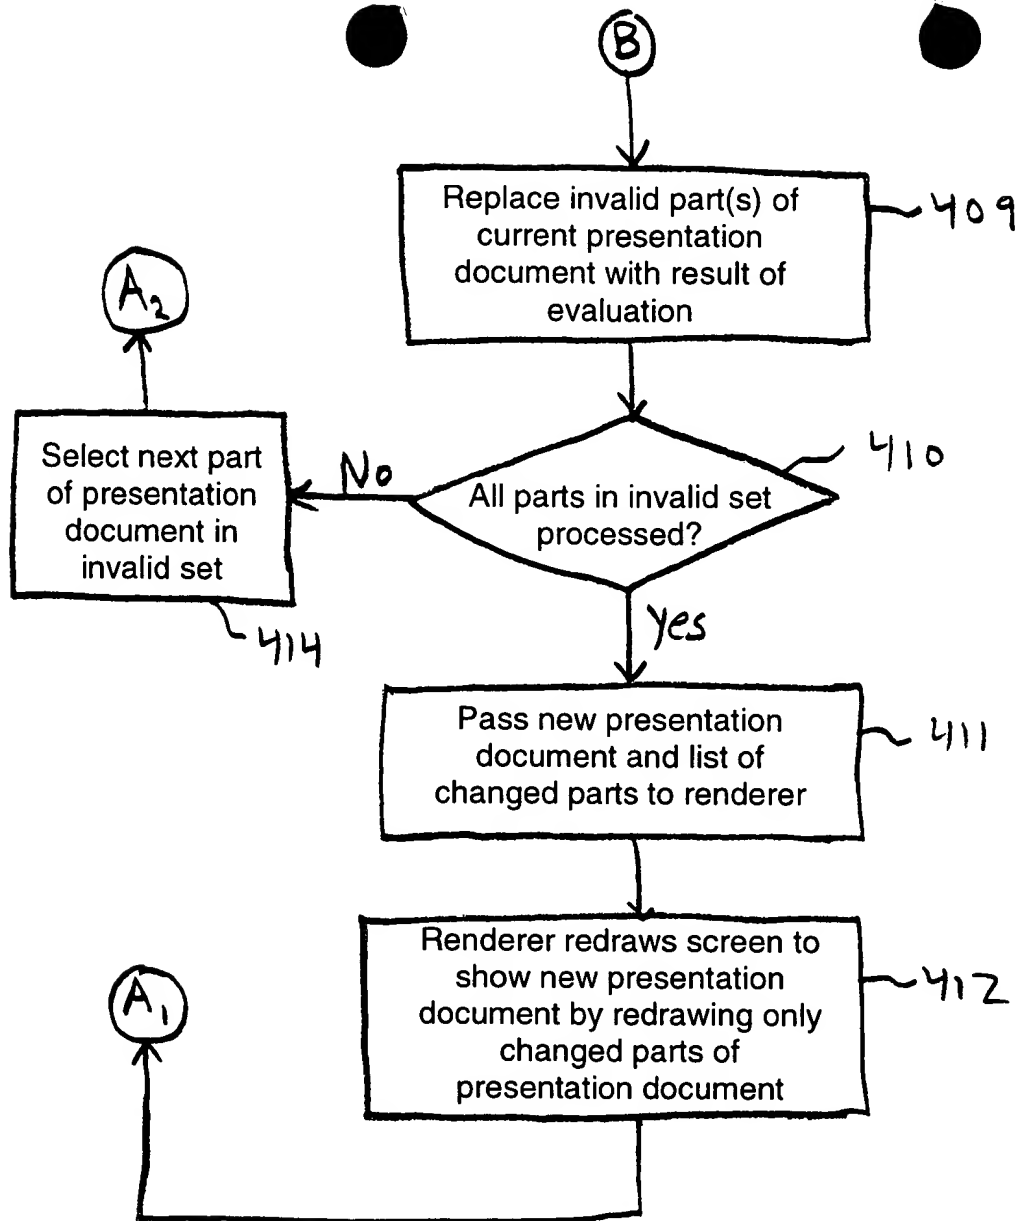 B
Replace invalid part(s) of
current presentation
document with result of
evaluation
409
A2
Select next part
of presentation
document in
invalid set
414
No
All parts in invalid set
processed?
410
yes
Pass new presentation
document and list of
changed parts to renderer
411
Renderer redraws screen to
show new presentation
document by redrawing only
changed parts of
presentation document
412
A1